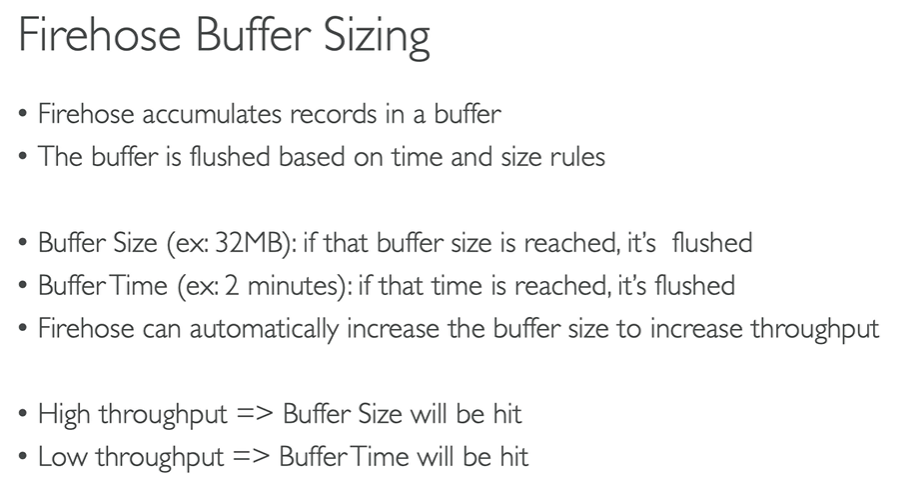 Firehose Buffer Sizing
• Firehose accumulates records in a buffer
• The buffer is flushed based on time and size rules
• Buffer Size (ex: 32MB): if that buffer size is reached, it's flushed
• Buffer Time (ex: 2 minutes): if that time is reached, it's flushed
• Firehose can automatically increase the buffer size to increase throughput
• High throughput => Buffer Size will be hit
• Low throughput => Buffer Time will be hit